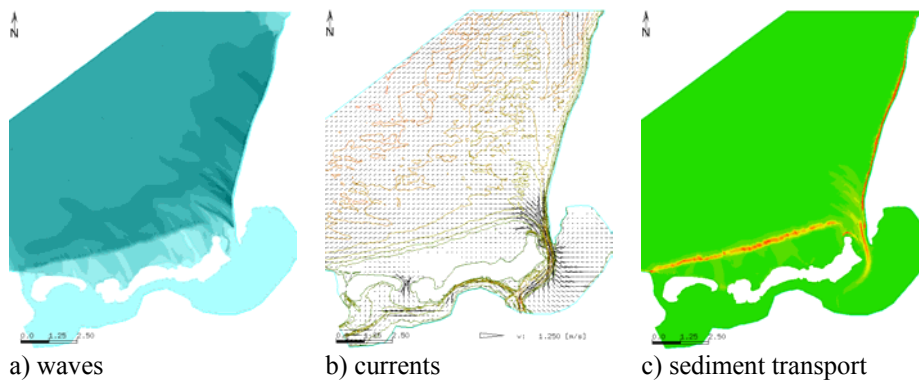 N
N
N
0.0 1.25 2.50
0.0 1.25 2.50
w: 1.250 [m/s]
0.0 1.25 2.50
a) waves
b) currents
c) sediment transport